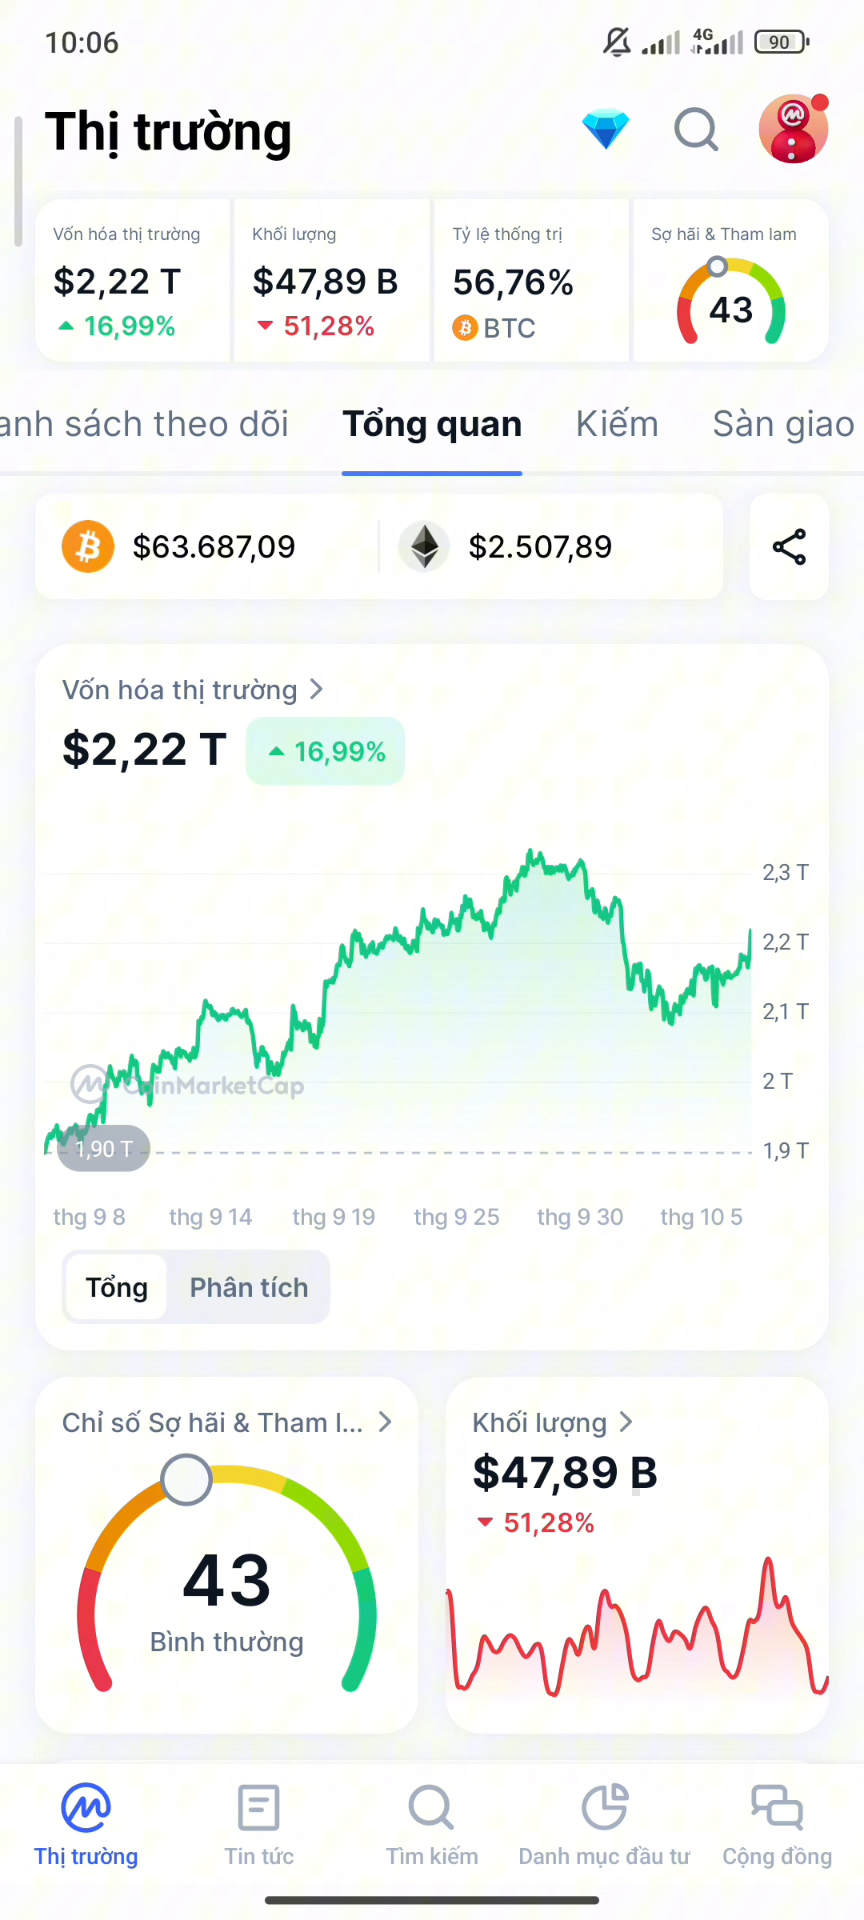 10:06
4G
90
Thị trường
Vốn hóa thị trường
$2,22 T
16,99%
Khối lượng
$47,89 B
51,28%
Tỷ lệ thống trị
56,76%
BTC
Sợ hãi & Tham lam
43
anh sách theo dõi
Tổng quan
Kiếm
Sàn giao
$63.687,09
$2.507,89
Vốn hóa thị trường
$2,22 T
16,99%
2,3 T
2,2 T
2,1 T
2 T
1,9 T
CoinMarketCap
1,90 T
thg 9 8
thg 9 14
thg 9 19
thg 9 25
thg 9 30
thg 10 5
Tổng
Phân tích
Chỉ số Sợ hãi & Tham l...
43
Bình thường
Khối lượng
$47,89 B
51,28%
Thị trường
Tin tức
Tìm kiếm
Danh mục đầu tư
Cộng đồng